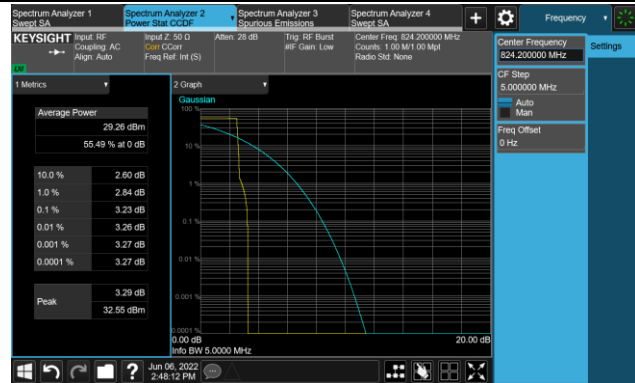 Spectrum Analyzer 1
Swept SA
Spectrum Analyzer 2
Power Stat CCDF
Spectrum Analyzer 3
Spurious Emissions
Spectrum Analyzer 4
Swept SA
Frequency
KEYSIGHT
Input: RF
Coupling: AC
Align: Auto
Input Z: 50 Ω
Corr CCorr
Freq Ref: Int (S)
Atten: 28 dB
Trig: RF Burst
#IF Gain: Low
Center Freq: 824.200000 MHz
Counts: 1.00 M/1.00 Mpt
Radio Std: None
Center Frequency
824.200000 MHz
Settings
CF Step
5.000000 MHz
Auto
Man
Freq Offset
0 Hz
1 Metrics
Average Power
29.26 dBm
55.49 % at 0 dB
10.0 % 2.60 dB
1.0 % 2.84 dB
0.1 % 3.23 dB
0.01 % 3.26 dB
0.001 % 3.27 dB
0.0001 % 3.27 dB
Peak
3.29 dB
32.55 dBm
2 Graph
Gaussian
100 %
10 %
1 %
0.1 %
0.01 %
0.001 %
0.0001 %
0.00 dB
20.00 dB
Info BW 5.0000 MHz
Jun 06, 2022
2:48:12 PM